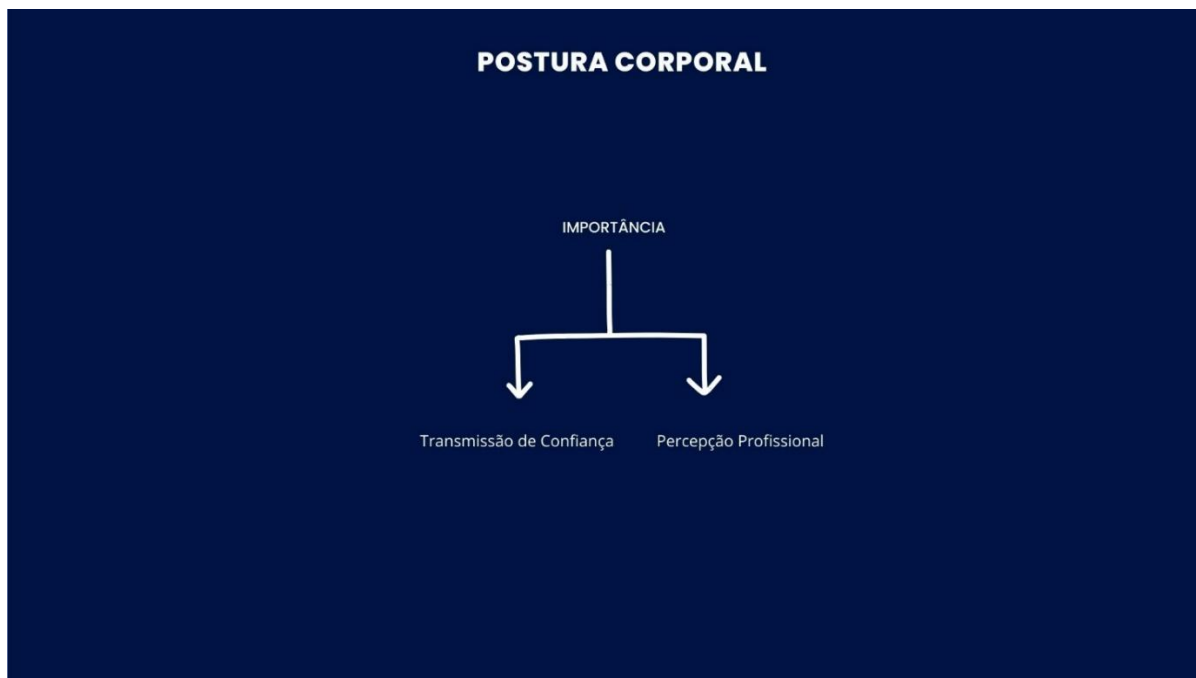 POSTURA CORPORAL
IMPORTÂNCIA
Transmissão de Confiança
Percepção Profissional